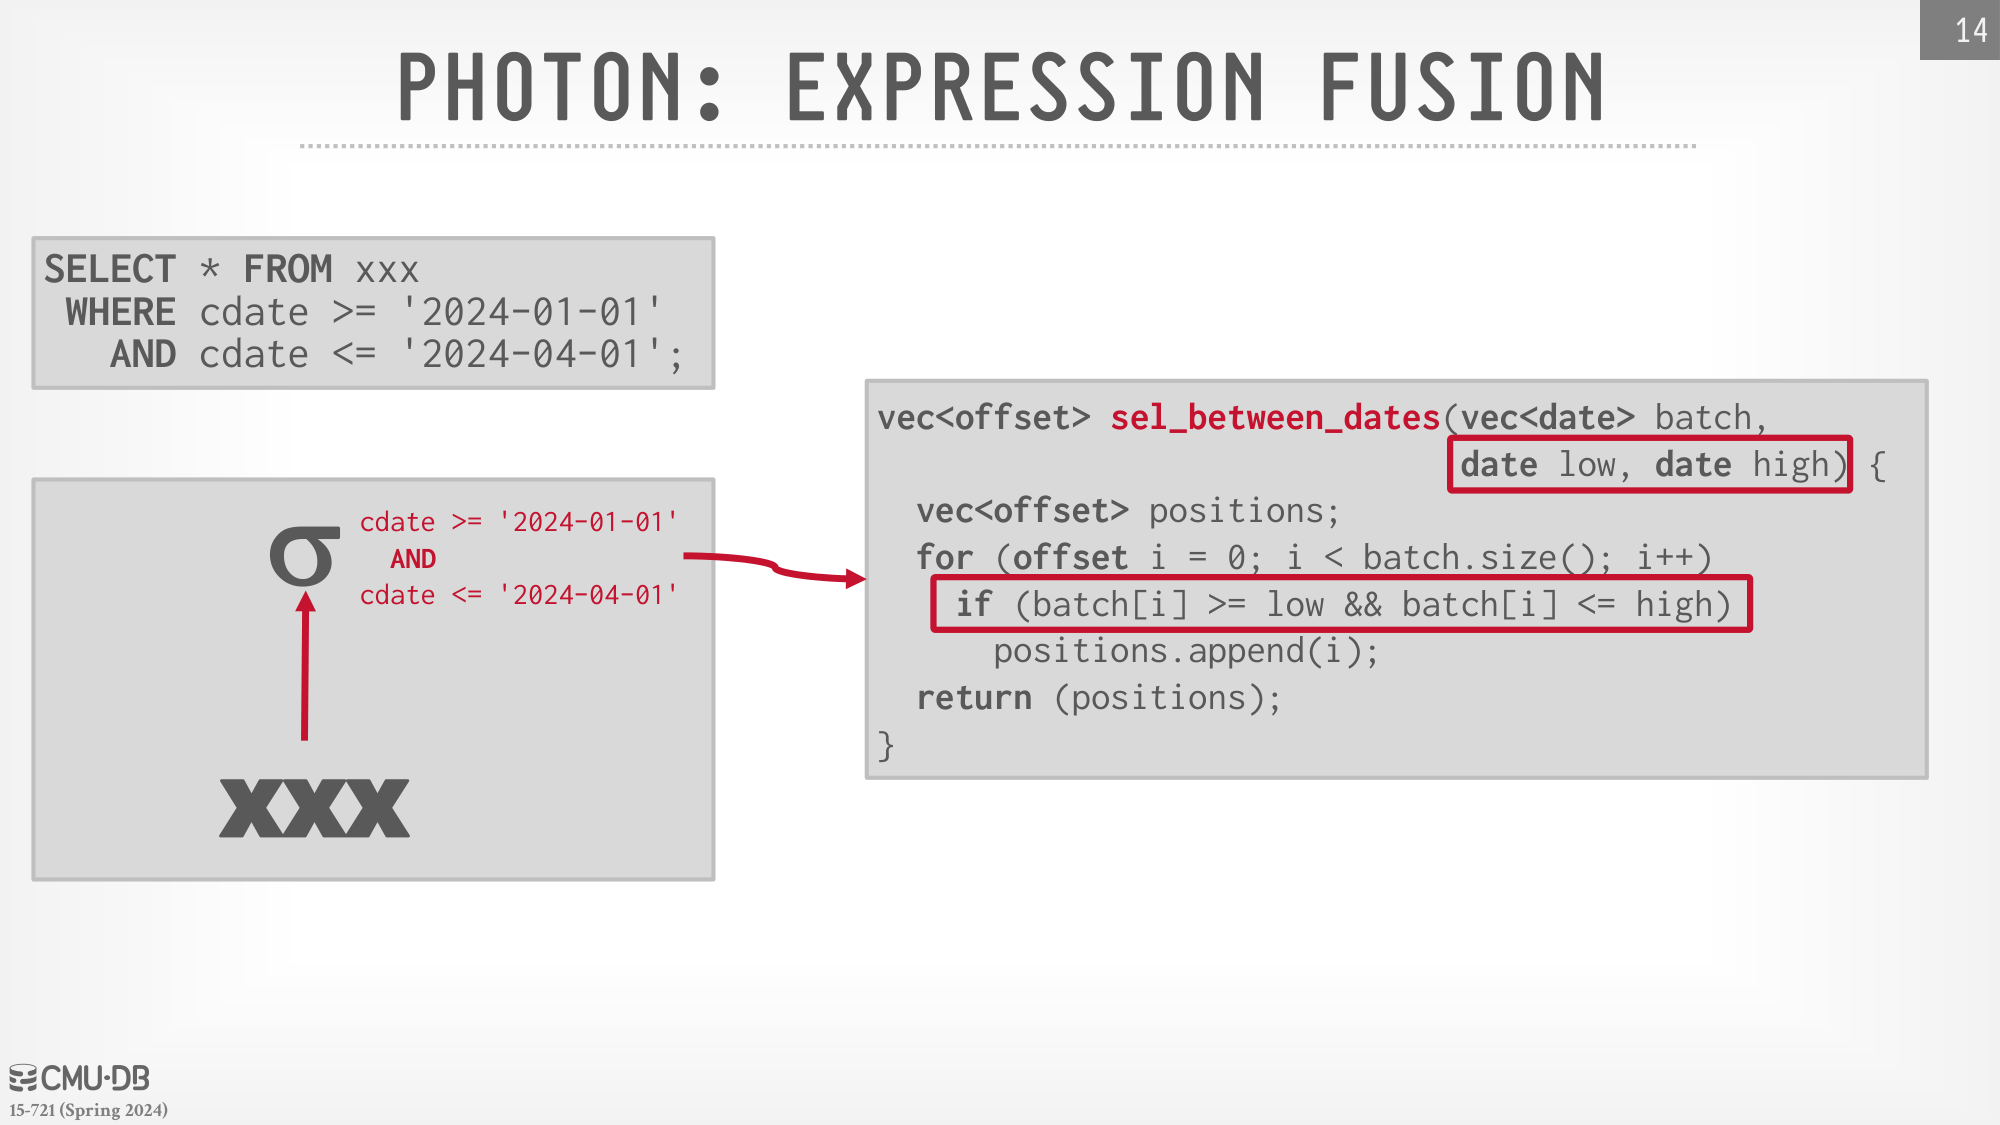 14
PHOTON: EXPRESSION FUSION
SELECT * FROM xxx
WHERE cdate >= '2024-01-01'
AND cdate <= '2024-04-01';
σ
cdate >= '2024-01-01'
AND
cdate <= '2024-04-01'
xxx
vec<offset> sel_between_dates(vec<date> batch,
date low, date high) {
vec<offset> positions;
for (offset i = 0; i < batch.size(); i++)
if (batch[i] >= low && batch[i] <= high)
positions.append(i);
return (positions);
}
CMU·DB
15-721 (Spring 2024)